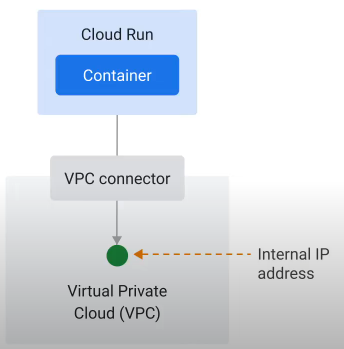 Cloud Run
Container
VPC connector
Internal IP
address
Virtual Private
Cloud (VPC)